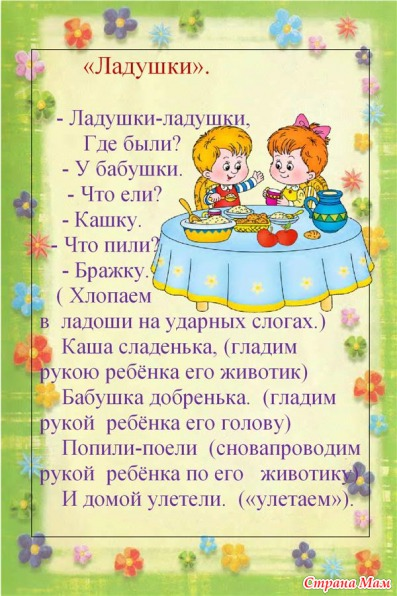 «Ладушки».
- Ладушки-ладушки,
Где были?
- У бабушки.
- Что ели?
- Кашку.
- Что пили?
- Бражку.
( Хлопаем
в ладоши на ударных слогах.)
Каша сладенька, (гладим
рукою ребёнка его животик)
Бабушка добренька. (гладим
рукой ребёнка его голову)
Попили-поели (сновапроводим
рукой ребёнка по его животику)
И домой улетели. («улетаем»).
Страна Мам